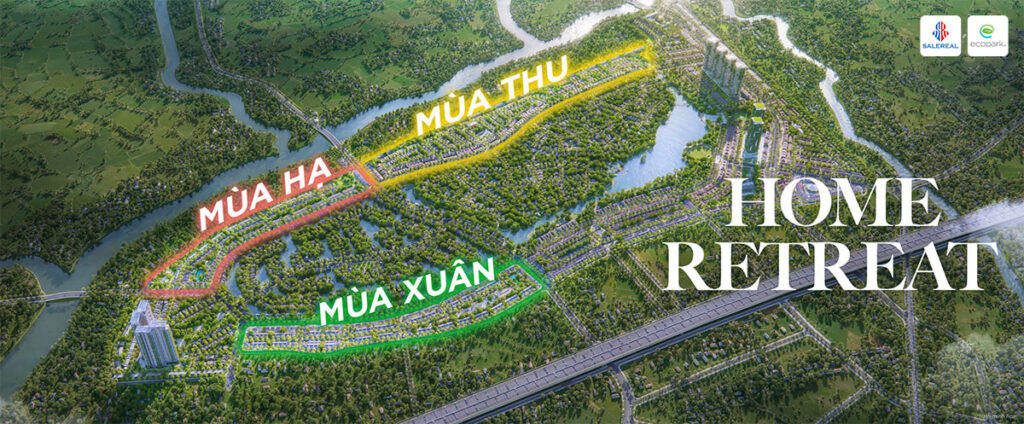 SALEREAL
ecopark
MÙA THU
MÙA HẠ
MÙA XUÂN
HOME
RETREAT